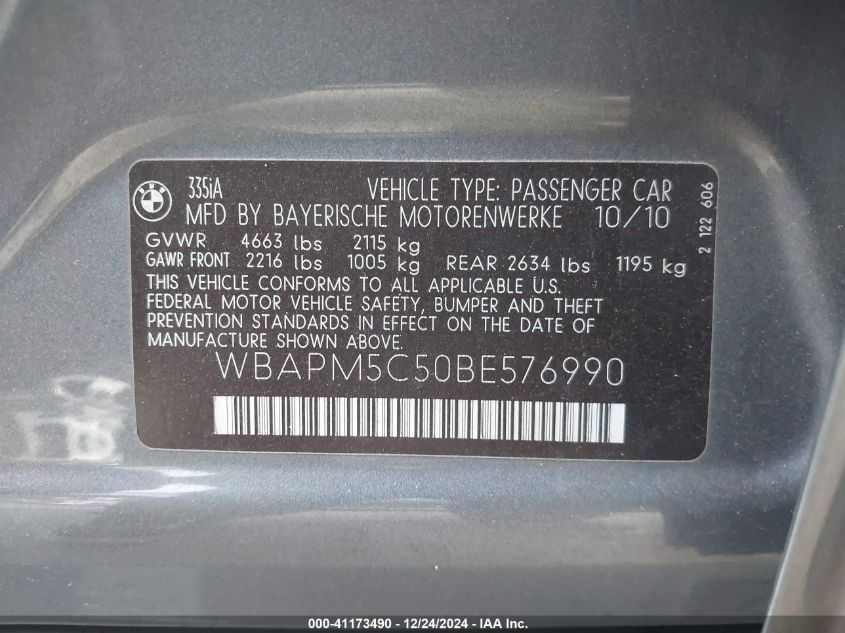 BMW
335iA VEHICLE TYPE: PASSENGER CAR
MFD BY BAYERISCHE MOTORENWERKE 10/10
GVWR 4663 lbs 2115 kg
GAWR FRONT 2216 lbs 1005 kg REAR 2634 lbs 1195 kg
THIS VEHICLE CONFORMS TO ALL APPLICABLE U.S.
FEDERAL MOTOR VEHICLE SAFETY, BUMPER AND THEFT
PREVENTION STANDARDS IN EFFECT ON THE DATE OF
MANUFACTURE SHOWN ABOVE.
WBAPM5C50BE576990
2 122 606
000-41173490 - 12/24/2024 - IAA Inc.